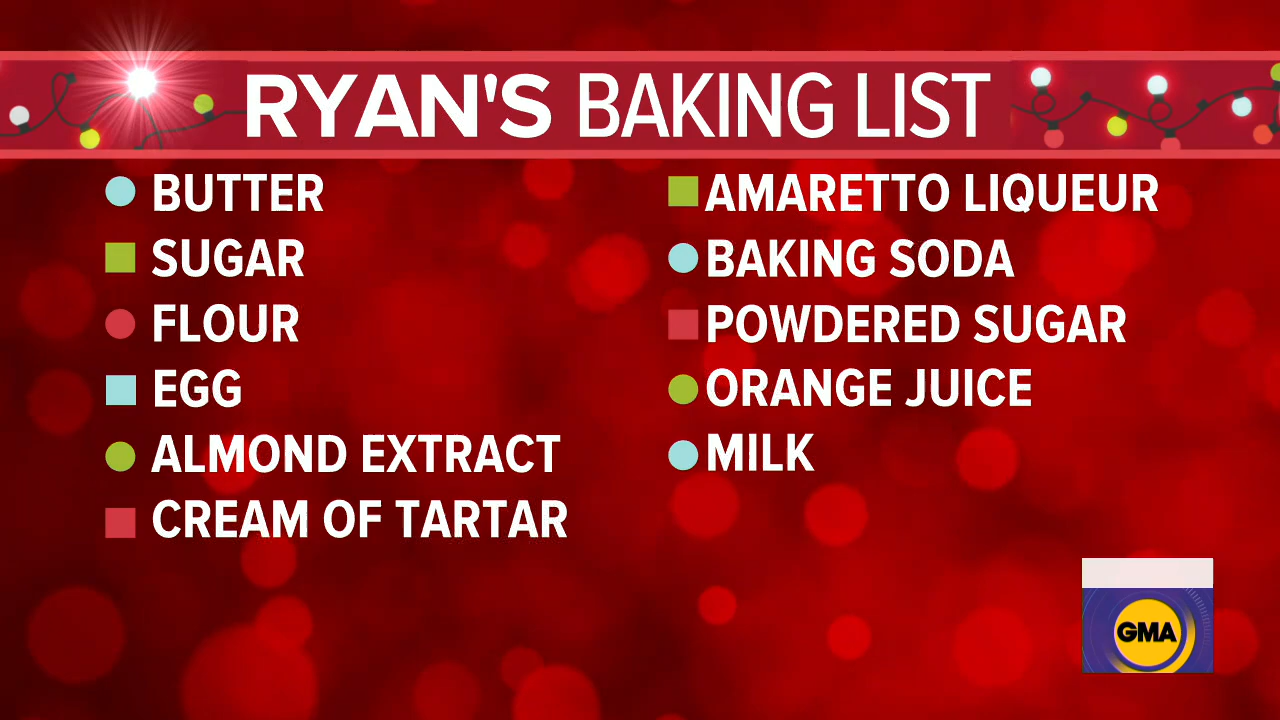 RYAN'S BAKING LIST
BUTTER
SUGAR
FLOUR
EGG
ALMOND EXTRACT
CREAM OF TARTAR
AMARETTO LIQUEUR
BAKING SODA
POWDERED SUGAR
ORANGE JUICE
MILK
GMA